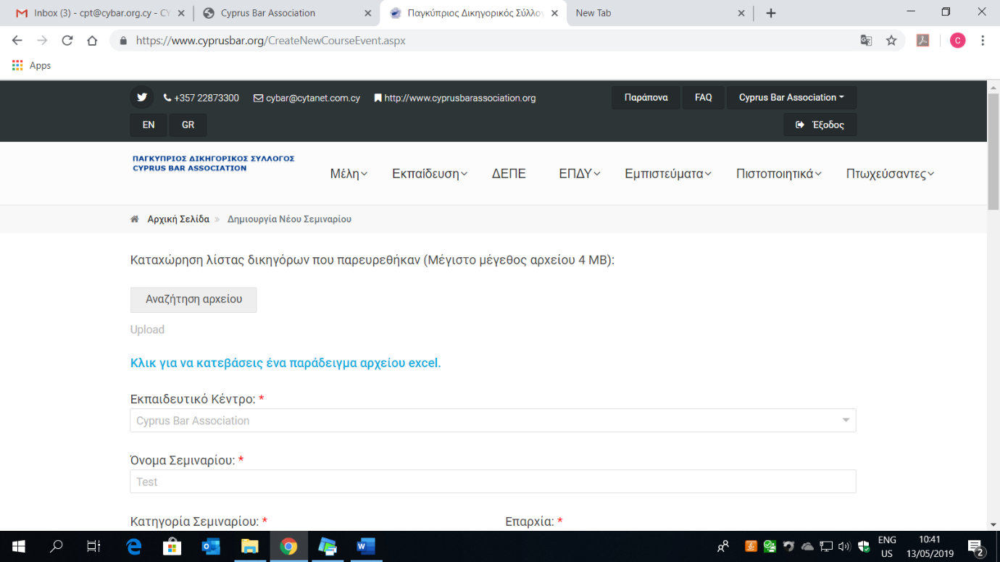 Inbox (3) - cpt@cybar.org.cy - CY
Cyprus Bar Association
Παγκύπριος Δικηγορικός Σύλλογ
New Tab
https://www.cyprusbar.org/CreateNewCourseEvent.aspx
C
Apps
+357 22873300 cybar@cytanet.com.cy http://www.cyprusbarassociation.org
Παράπονα FAQ Cyprus Bar Association
EN GR Έξοδος
ΠΑΓΚΥΠΡΙΟΣ ΔΙΚΗΓΟΡΙΚΟΣ ΣΥΛΛΟΓΟΣ
CYPRUS BAR ASSOCIATION
Μέλη Εκπαίδευση ΔΕΠΕ ΕΠΔΥ Εμπιστεύματα Πιστοποιητικά Πτωχεύσαντες
Αρχική Σελίδα » Δημιουργία Νέου Σεμιναρίου
Καταχώρηση λίστας δικηγόρων που παρευρεθήκαν (Μέγιστο μέγεθος αρχείου 4 MB):
Αναζήτηση αρχείου
Upload
Κλικ για να κατεβάσεις ένα παράδειγμα αρχείου excel.
Εκπαιδευτικό Κέντρο: *
Cyprus Bar Association
Όνομα Σεμιναρίου: *
Test
Κατηγορία Σεμιναρίου: * Επαρχία: *
ENG
US
10:41
13/05/2019
2